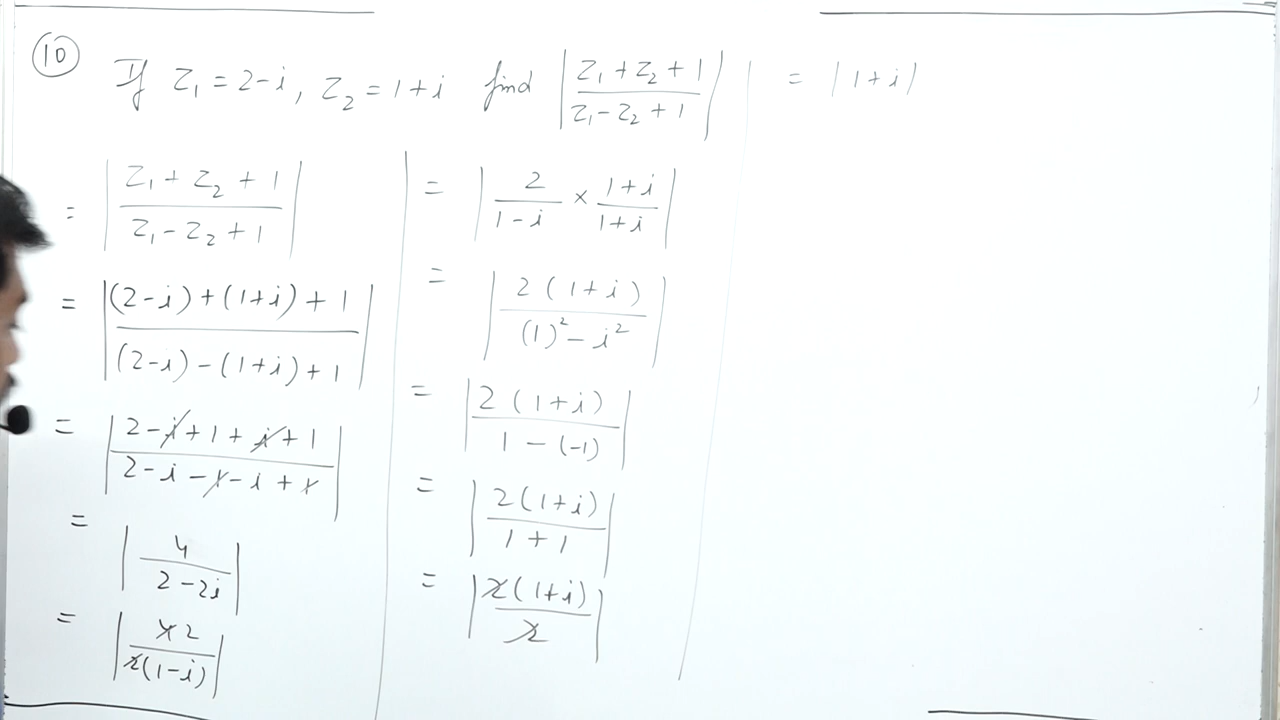 10 If z₁ = 2-i, z₂ = 1+i find |(z₁ + z₂ + 1)/(z₁ - z₂ + 1)|
= |(z₁ + z₂ + 1)/(z₁ - z₂ + 1)|
= |((2-i) + (1+i) + 1)/((2-i) - (1+i) + 1)|
= |(2 - i + 1 + i + 1)/(2 - i - 1 - i + 1)|
= |4/(2 - 2i)|
= |4 2/2(1-i)|
= |2/(1 - i) × (1+i)/(1+i)|
= |2(1+i)/((1)² - i²)|
= |2(1+i)/(1 - (-1))|
= |2(1+i)/(1 + 1)|
= |2(1+i)/2|
= |1+i|